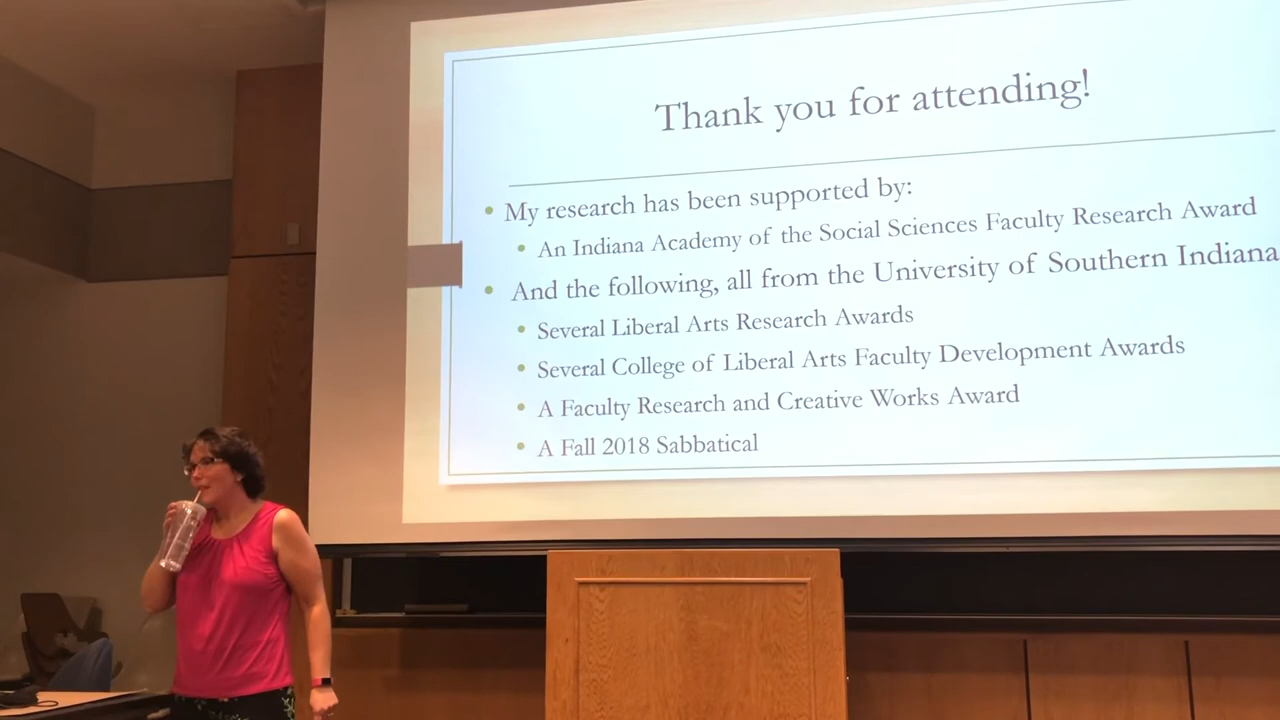 Thank you for attending!
My research has been supported by:
An Indiana Academy of the Social Sciences Faculty Research Award
And the following, all from the University of Southern Indiana
Several Liberal Arts Research Awards
Several College of Liberal Arts Faculty Development Awards
A Faculty Research and Creative Works Award
A Fall 2018 Sabbatical